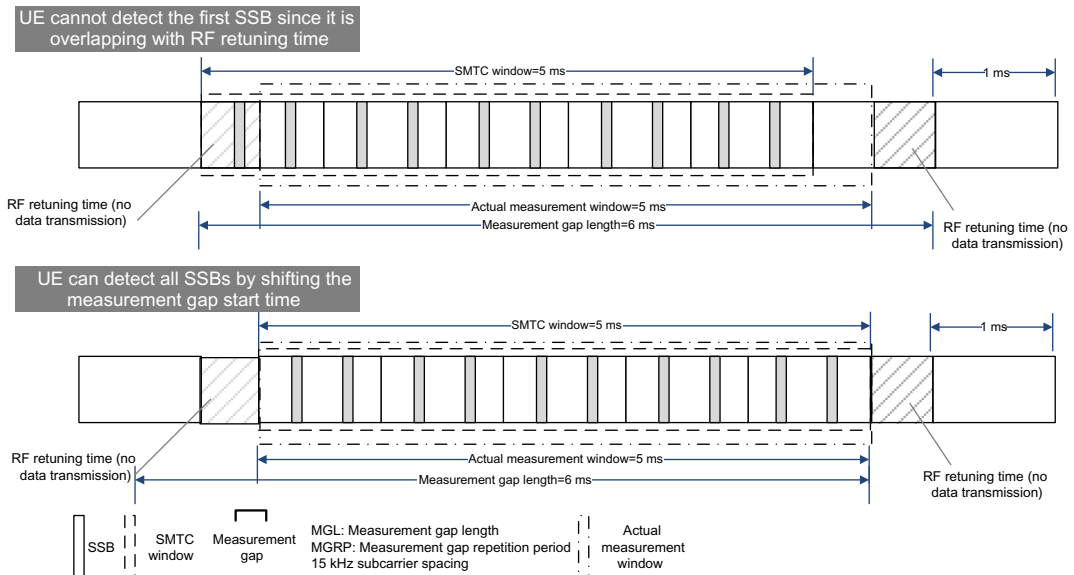 UE cannot detect the first SSB since it is
overlapping with RF retuning time
SMTC window=5 ms
1 ms
RF retuning time (no
data transmission)
Actual measurement window=5 ms
Measurement gap length=6 ms
RF retuning time (no
data transmission)
UE can detect all SSBs by shifting the
measurement gap start time
SMTC window=5 ms
1 ms
RF retuning time (no
data transmission)
Actual measurement window=5 ms
Measurement gap length=6 ms
RF retuning time (no
data transmission)
SSB
SMTC
window
Measurement
gap
MGL: Measurement gap length
MGRP: Measurement gap repetition period
15 kHz subcarrier spacing
Actual
measurement
window